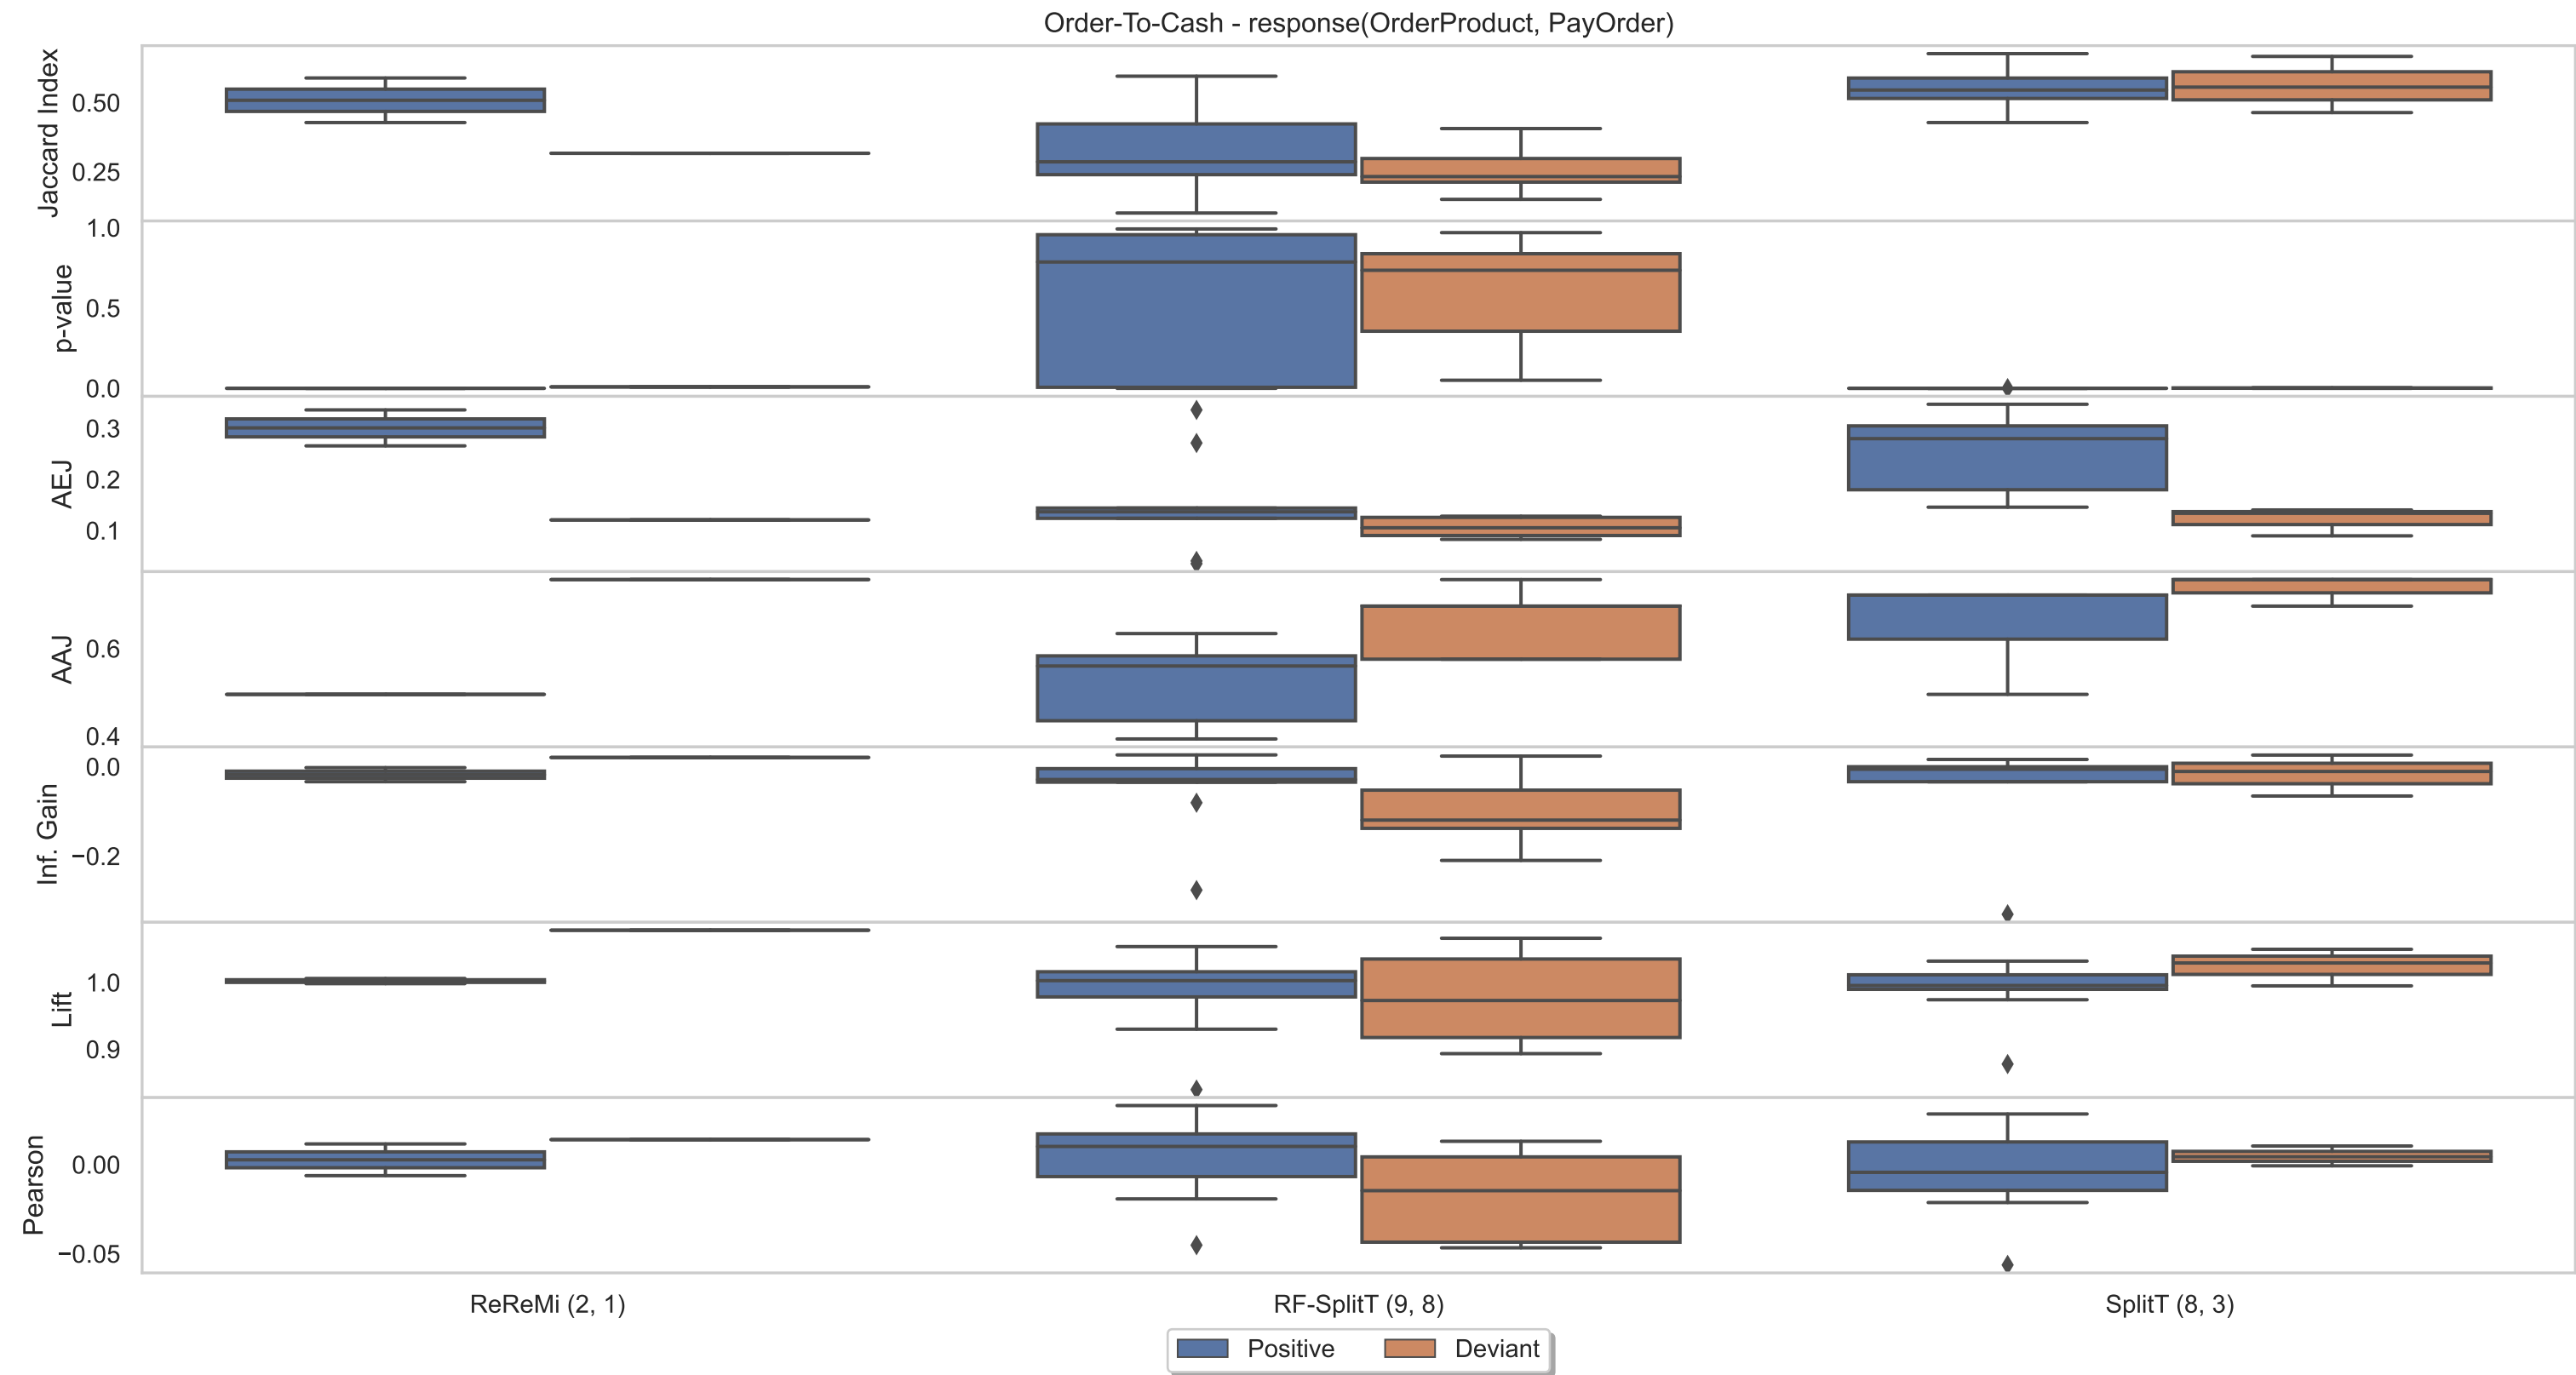 Order-To-Cash - response(OrderProduct, PayOrder)
Jaccard Index
0.50
0.25
p-value
1.0
0.5
0.0
AEJ
0.3
0.2
0.1
AAJ
0.6
0.4
Inf. Gain
0.0
−0.2
Lift
1.0
0.9
Pearson
0.00
−0.05
ReReMi (2, 1)
RF-SplitT (9, 8)
SplitT (8, 3)
Positive
Deviant